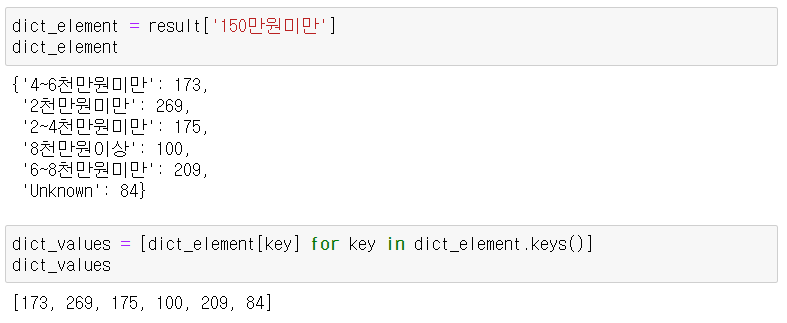 dict_element = result['150만원미만']
dict_element
{'4~6천만원미만': 173,
 '2천만원미만': 269,
 '2~4천만원미만': 175,
 '8천만원이상': 100,
 '6~8천만원미만': 209,
 'Unknown': 84}
dict_values = [dict_element[key] for key in dict_element.keys()]
dict_values
[173, 269, 175, 100, 209, 84]